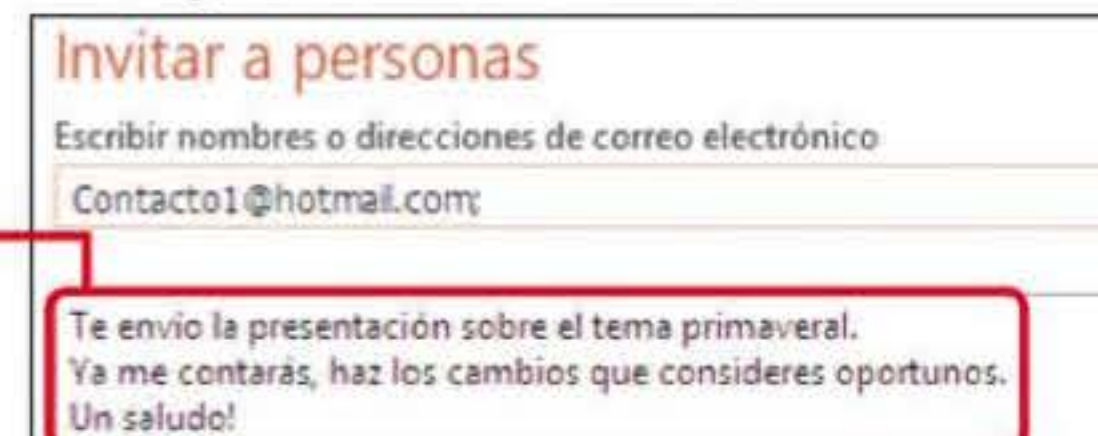 Invitar a personas
Escribir nombres o direcciones de correo electrónico
Contacto1@hotmail.com;
Te envío la presentación sobre el tema primaveral.
Ya me contarás, haz los cambios que consideres oportunos.
Un saludo!